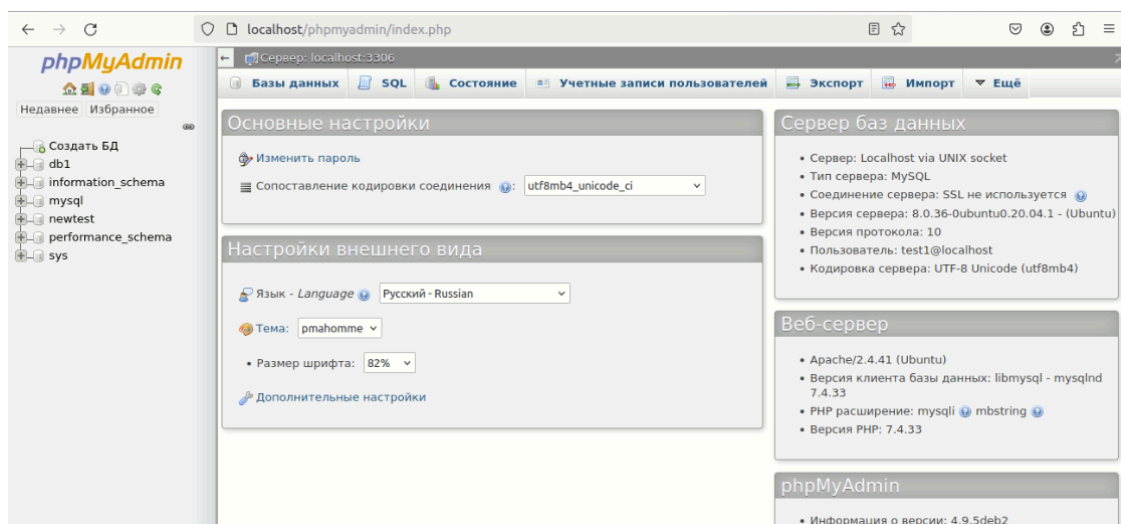 localhost/phpmyadmin/index.php
phpMyAdmin
Недавнее Избранное
Создать БД
db1
information_schema
mysql
newtest
performance_schema
sys
Сервер: localhost:3306
Базы данных SQL Состояние Учетные записи пользователей Экспорт Импорт Ещё
Основные настройки
Изменить пароль
Сопоставление кодировки соединения : utf8mb4_unicode_ci
Настройки внешнего вида
Язык - Language Русский - Russian
Тема: pmahomme
• Размер шрифта: 82%
Дополнительные настройки
Сервер баз данных
• Сервер: Localhost via UNIX socket
• Тип сервера: MySQL
• Соединение сервера: SSL не используется
• Версия сервера: 8.0.36-0ubuntu0.20.04.1 - (Ubuntu)
• Версия протокола: 10
• Пользователь: test1@localhost
• Кодировка сервера: UTF-8 Unicode (utf8mb4)
Веб-сервер
• Apache/2.4.41 (Ubuntu)
• Версия клиента базы данных: libmysql - mysqlnd
7.4.33
• PHP расширение: mysqli mbstring
• Версия PHP: 7.4.33
phpMyAdmin
• Информация о версии: 4.9.5deb2